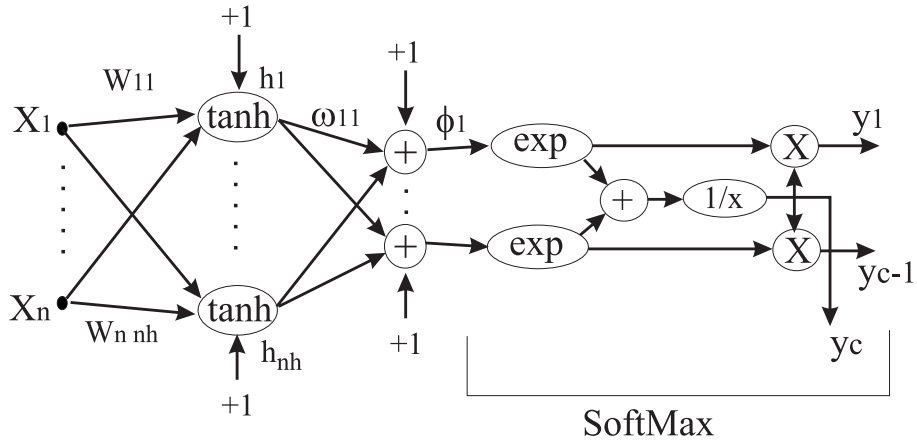 +1
+1
W11
h1
X1
tanh
ω11
ϕ1
exp
X
y1
+
+
1/x
+
exp
X
yc-1
Xn
tanh
Wn nh
hnh
+1
+1
yc
SoftMax